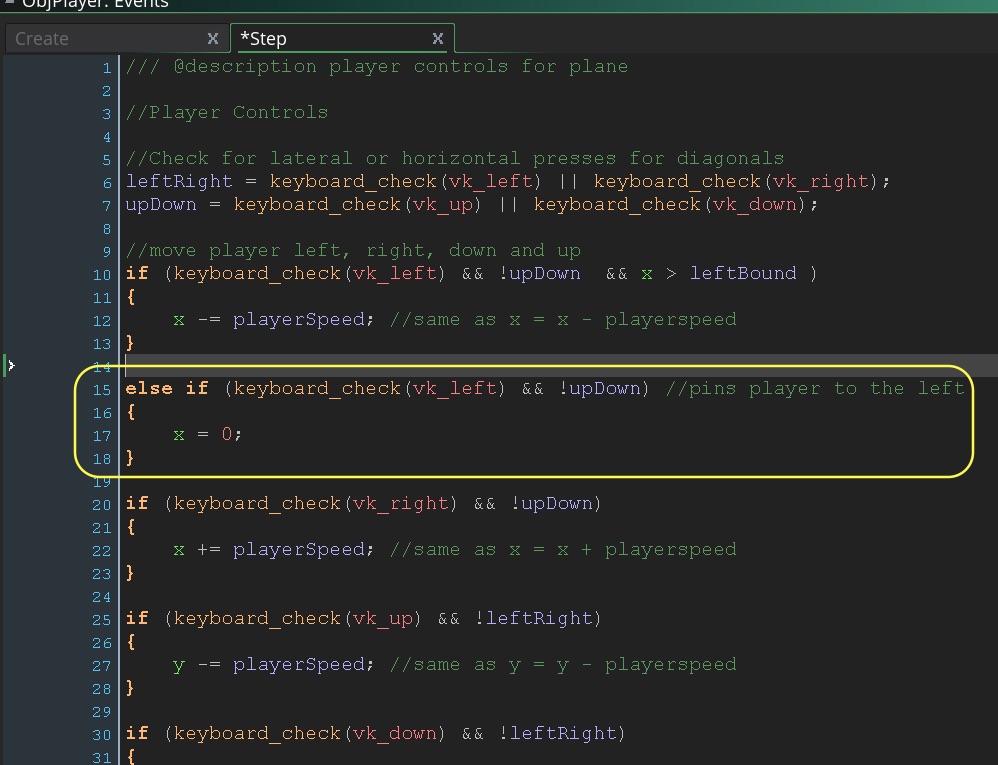 ObjPlayer: Events
Create X *Step X
1 /// @description player controls for plane
2
3 //Player Controls
4
5 //Check for lateral or horizontal presses for diagonals
6 leftRight = keyboard_check(vk_left) || keyboard_check(vk_right);
7 upDown = keyboard_check(vk_up) || keyboard_check(vk_down);
8
9 //move player left, right, down and up
10 if (keyboard_check(vk_left) && !upDown  && x > leftBound )
11 {
12     x -= playerSpeed; //same as x = x - playerspeed
13 }
14
15 else if (keyboard_check(vk_left) && !upDown) //pins player to the left
16 {
17     x = 0;
18 }
19
20 if (keyboard_check(vk_right) && !upDown)
21 {
22     x += playerSpeed; //same as x = x + playerspeed
23 }
24
25 if (keyboard_check(vk_up) && !leftRight)
26 {
27     y -= playerSpeed; //same as y = y - playerspeed
28 }
29
30 if (keyboard_check(vk_down) && !leftRight)
31 {